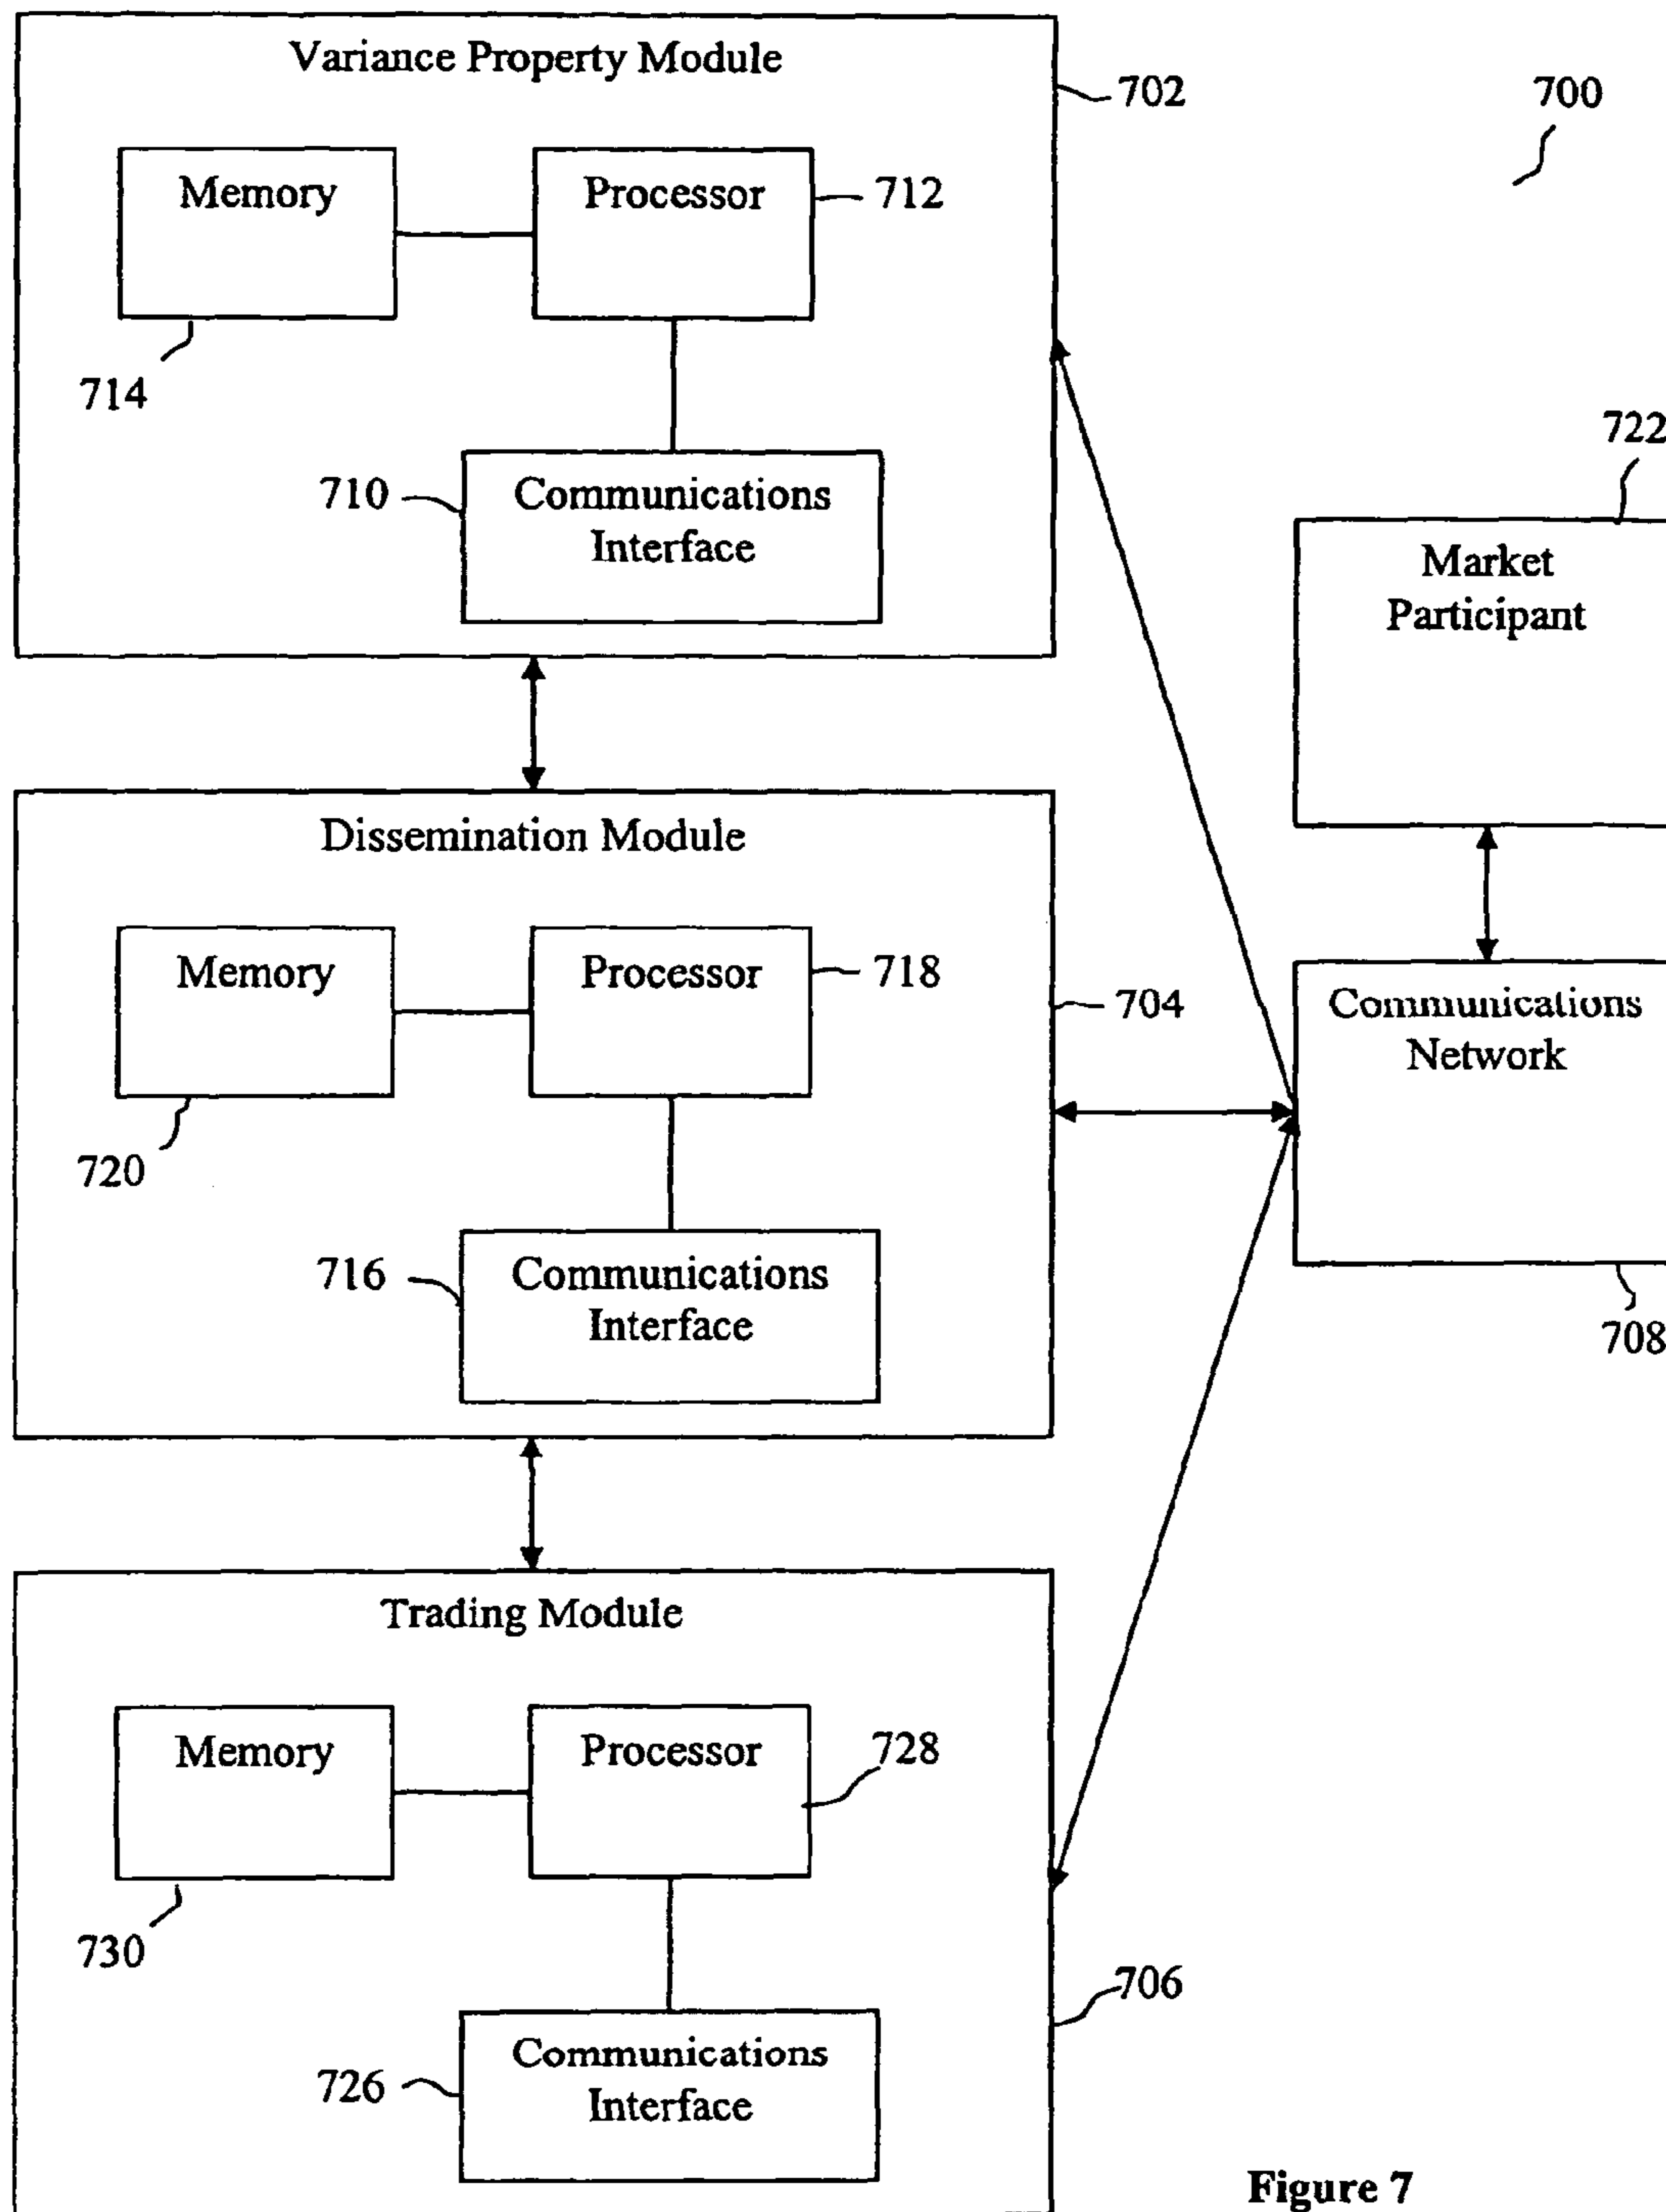 Variance Property Module
702
700
Memory
Processor
712
714
722
710
Communications
Interface
Market
Participant
Dissemination Module
Memory
Processor
718
704
Communications
Network
720
716
Communications
Interface
708
Trading Module
Memory
Processor
728
730
706
726
Communications
Interface
Figure 7